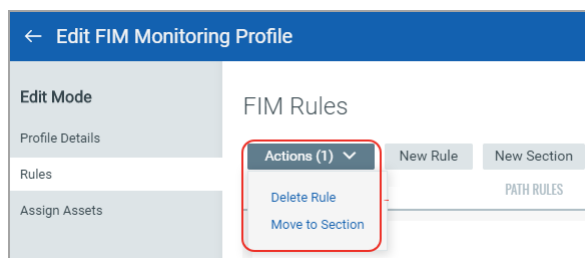 ← Edit FIM Monitoring Profile
Edit Mode
Profile Details
Rules
Assign Assets
FIM Rules
Actions (1)
New Rule
New Section
PATH RULES
Delete Rule
Move to Section